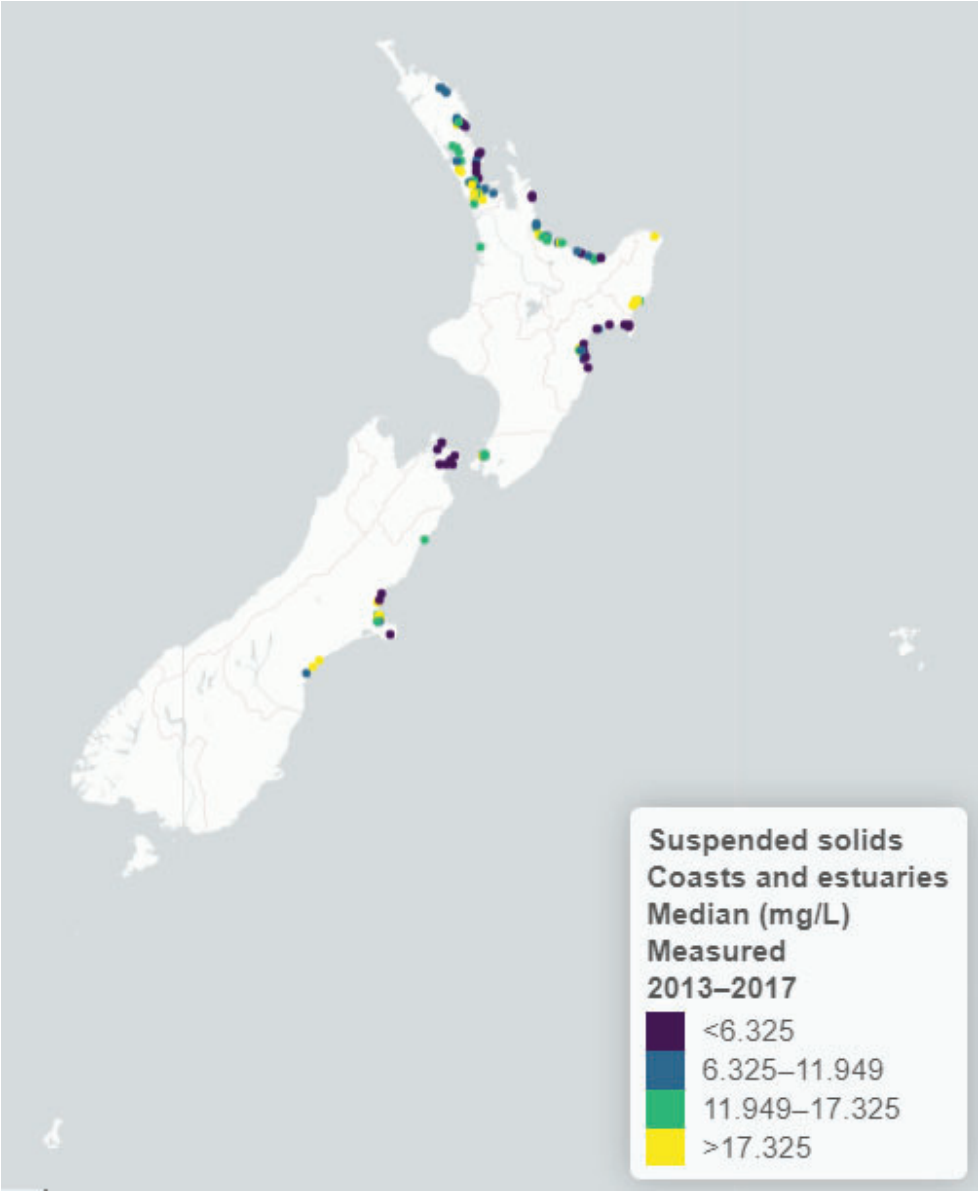 Suspended solids
Coasts and estuaries
Median (mg/L)
Measured
2013–2017
<6.325
6.325–11.949
11.949–17.325
>17.325